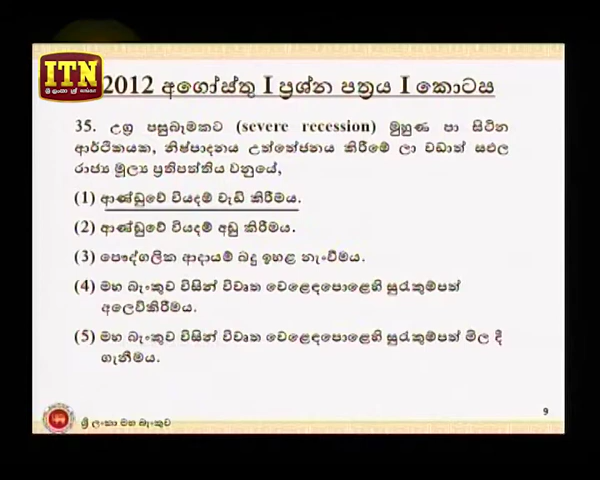 ITN
ශ්‍රී ලංකා
2012 අගෝස්තු I ප්‍රශ්න පත්‍රය I කොටස
35. උග්‍ර පසුබෑමකට (severe recession) මුහුණ පා සිටින
ආර්ථිකයක, නිෂ්පාදනය උත්තේජනය කිරීමේ ලා වඩාත් සඵල
රාජ්‍ය මූල්‍ය ප්‍රතිපත්තිය වනුයේ,
(1) ආණ්ඩුවේ වියදම් වැඩි කිරීමය.
(2) ආණ්ඩුවේ වියදම් අඩු කිරීමය.
(3) පෞද්ගලික ආදායම් බදු ඉහළ නැංවීමය.
(4) මහ බැංකුව විසින් විවෘත වෙළෙඳපොළෙහි සුරැකුම්පත්
අලෙවිකිරීමය.
(5) මහ බැංකුව විසින් විවෘත වෙළෙඳපොළෙහි සුරැකුම්පත් මිල දී
ගැනීමය.
ශ්‍රී ලංකා මහ බැංකුව
9